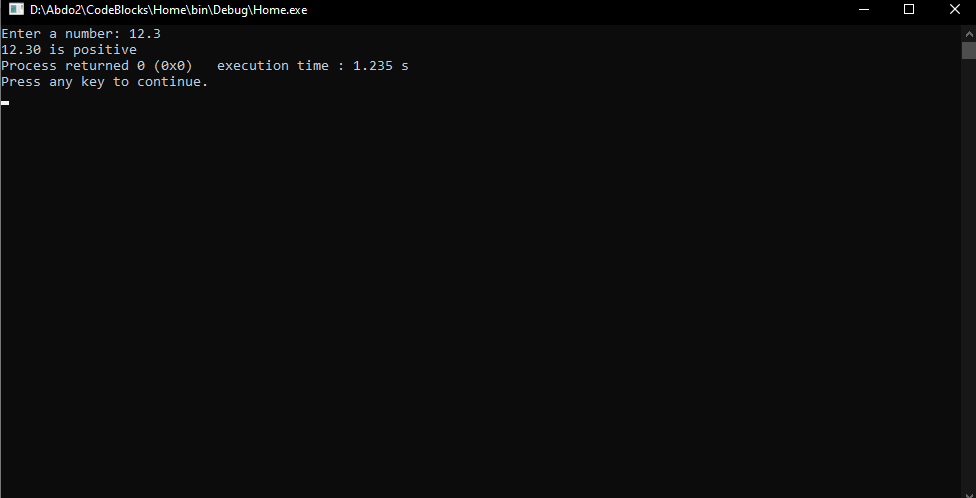 D:\Abdo2\CodeBlocks\Home\bin\Debug\Home.exe
Enter a number: 12.3
12.30 is positive
Process returned 0 (0x0)   execution time : 1.235 s
Press any key to continue.